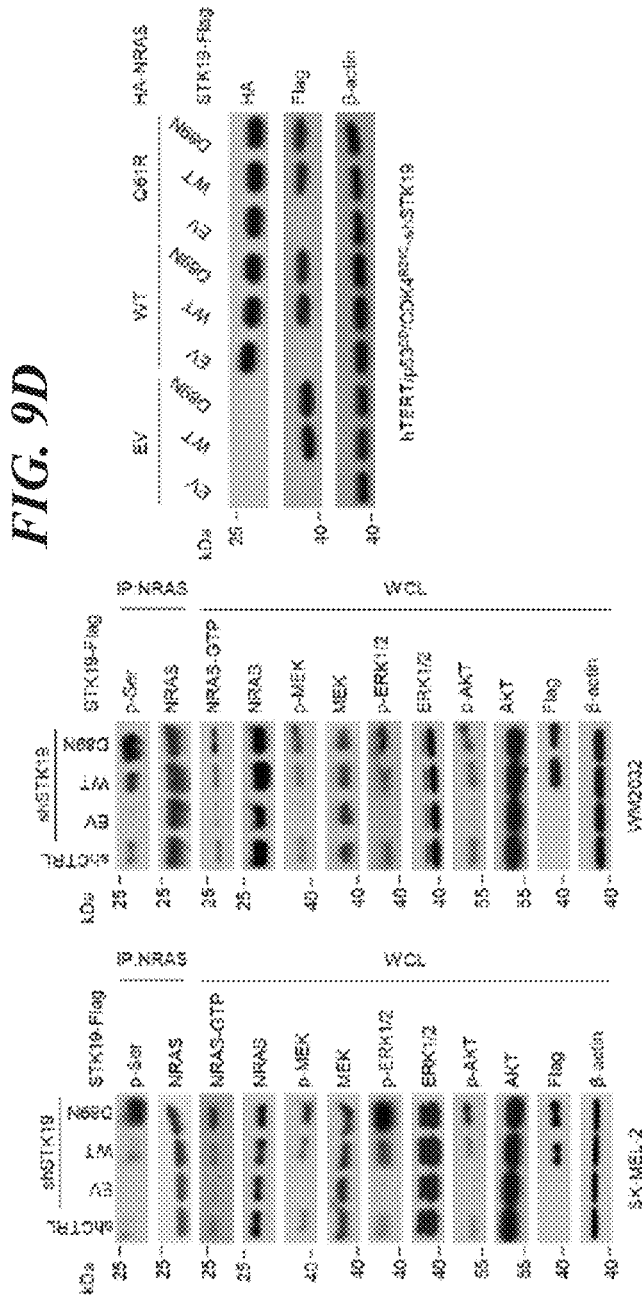 FIG. 9D
shSTK19
kDa shCTRL EV WT D89N STK19-Flag
25 - p-Ser
25 - NRAS
IP:NRAS
25 - NRAS-GTP
25 - NRAS
40 - p-MEK
40 - MEK
40 - p-ERK1/2
40 - ERK1/2
55 - p-AKT
55 - AKT
40 - Flag
40 - β-actin
WCL
SK-MEL-2
shSTK19
kDa shCTRL EV WT D89N STK19-Flag
25 - p-Ser
25 - NRAS
IP:NRAS
25 - NRAS-GTP
25 - NRAS
40 - p-MEK
40 - MEK
40 - p-ERK1/2
40 - ERK1/2
55 - p-AKT
55 - AKT
40 - Flag
40 - β-actin
WCL
WM2032
EV WT Q61R HA-NRAS
kDa EV WT D89N EV WT D89N EV WT D89N STK19-Flag
25 - HA
40 - Flag
40 - β-actin